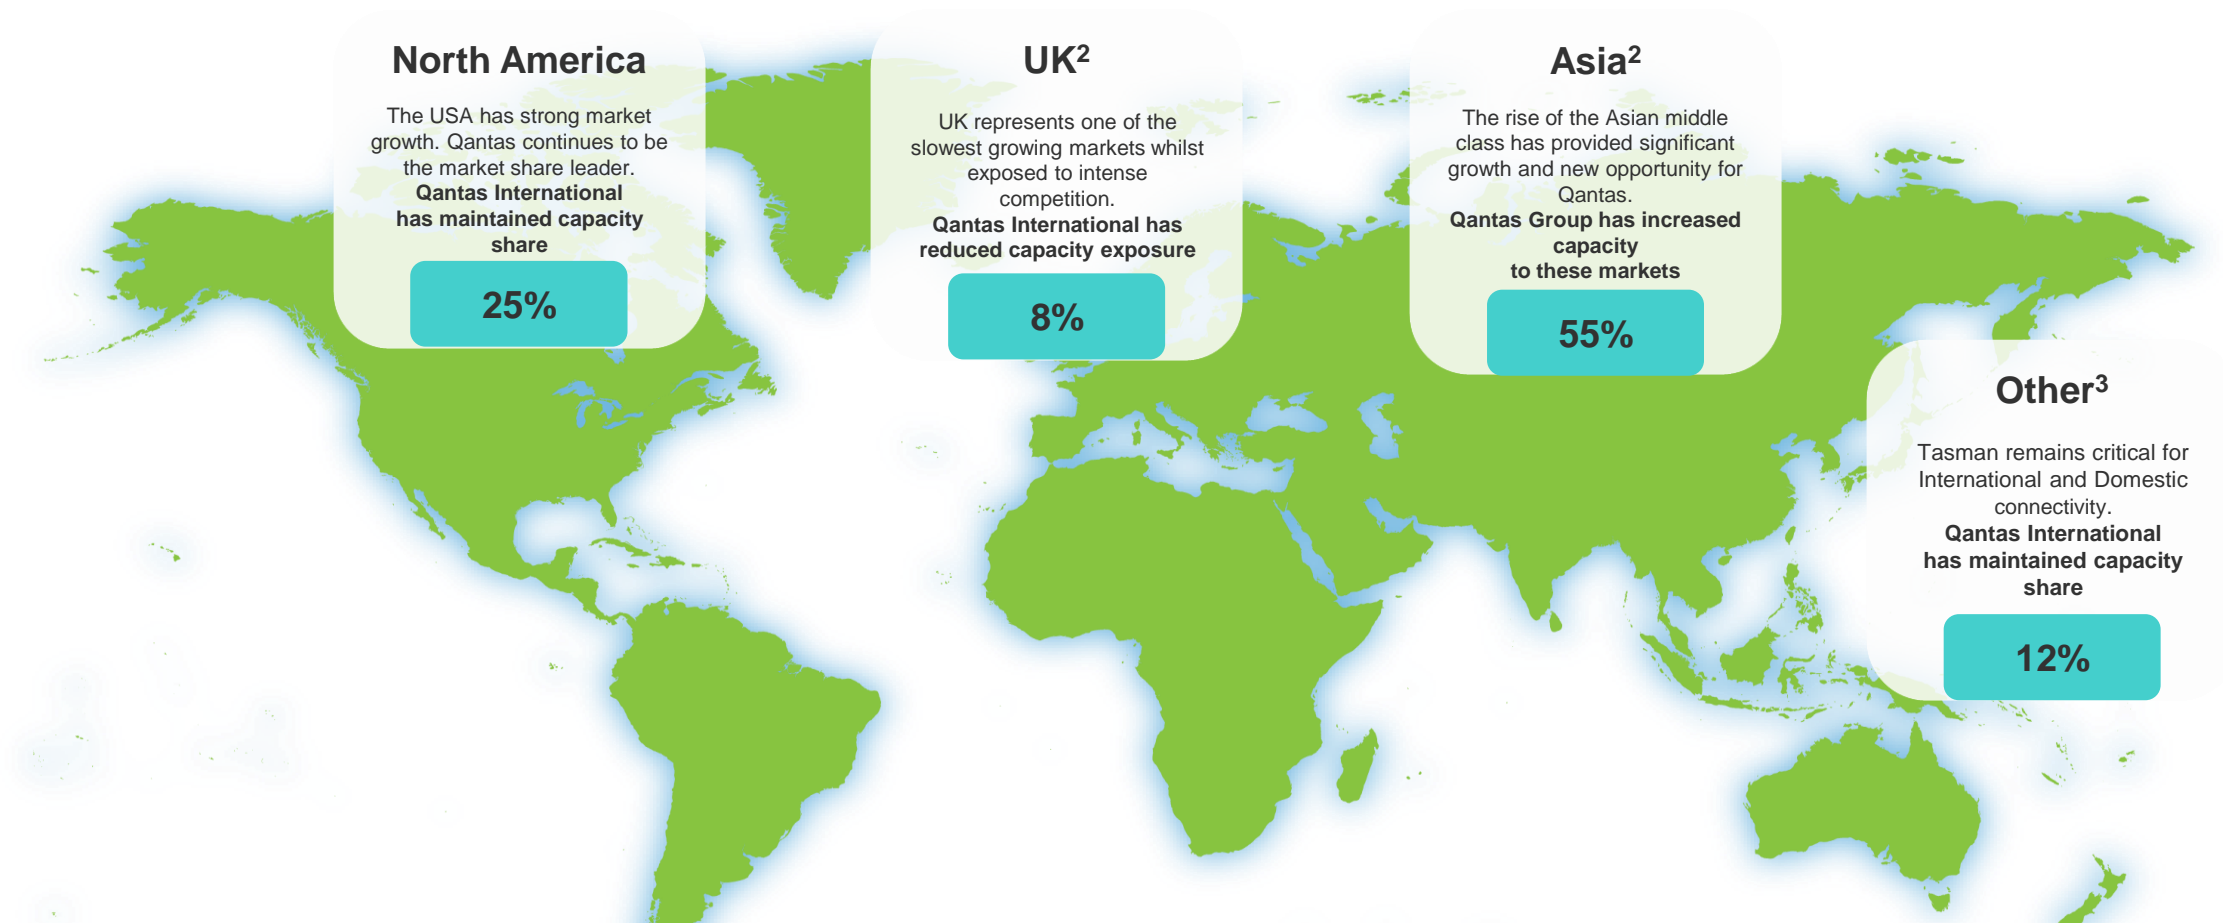 North America
The USA has strong market
growth. Qantas continues to be
the market share leader.
Qantas International
has maintained capacity
share
25%
UK²
UK represents one of the
slowest growing markets whilst
exposed to intense
competition.
Qantas International has
reduced capacity exposure
8%
Asia²
The rise of the Asian middle
class has provided significant
growth and new opportunity for
Qantas.
Qantas Group has increased
capacity
to these markets
55%
Other³
Tasman remains critical for
International and Domestic
connectivity.
Qantas International
has maintained capacity
share
12%